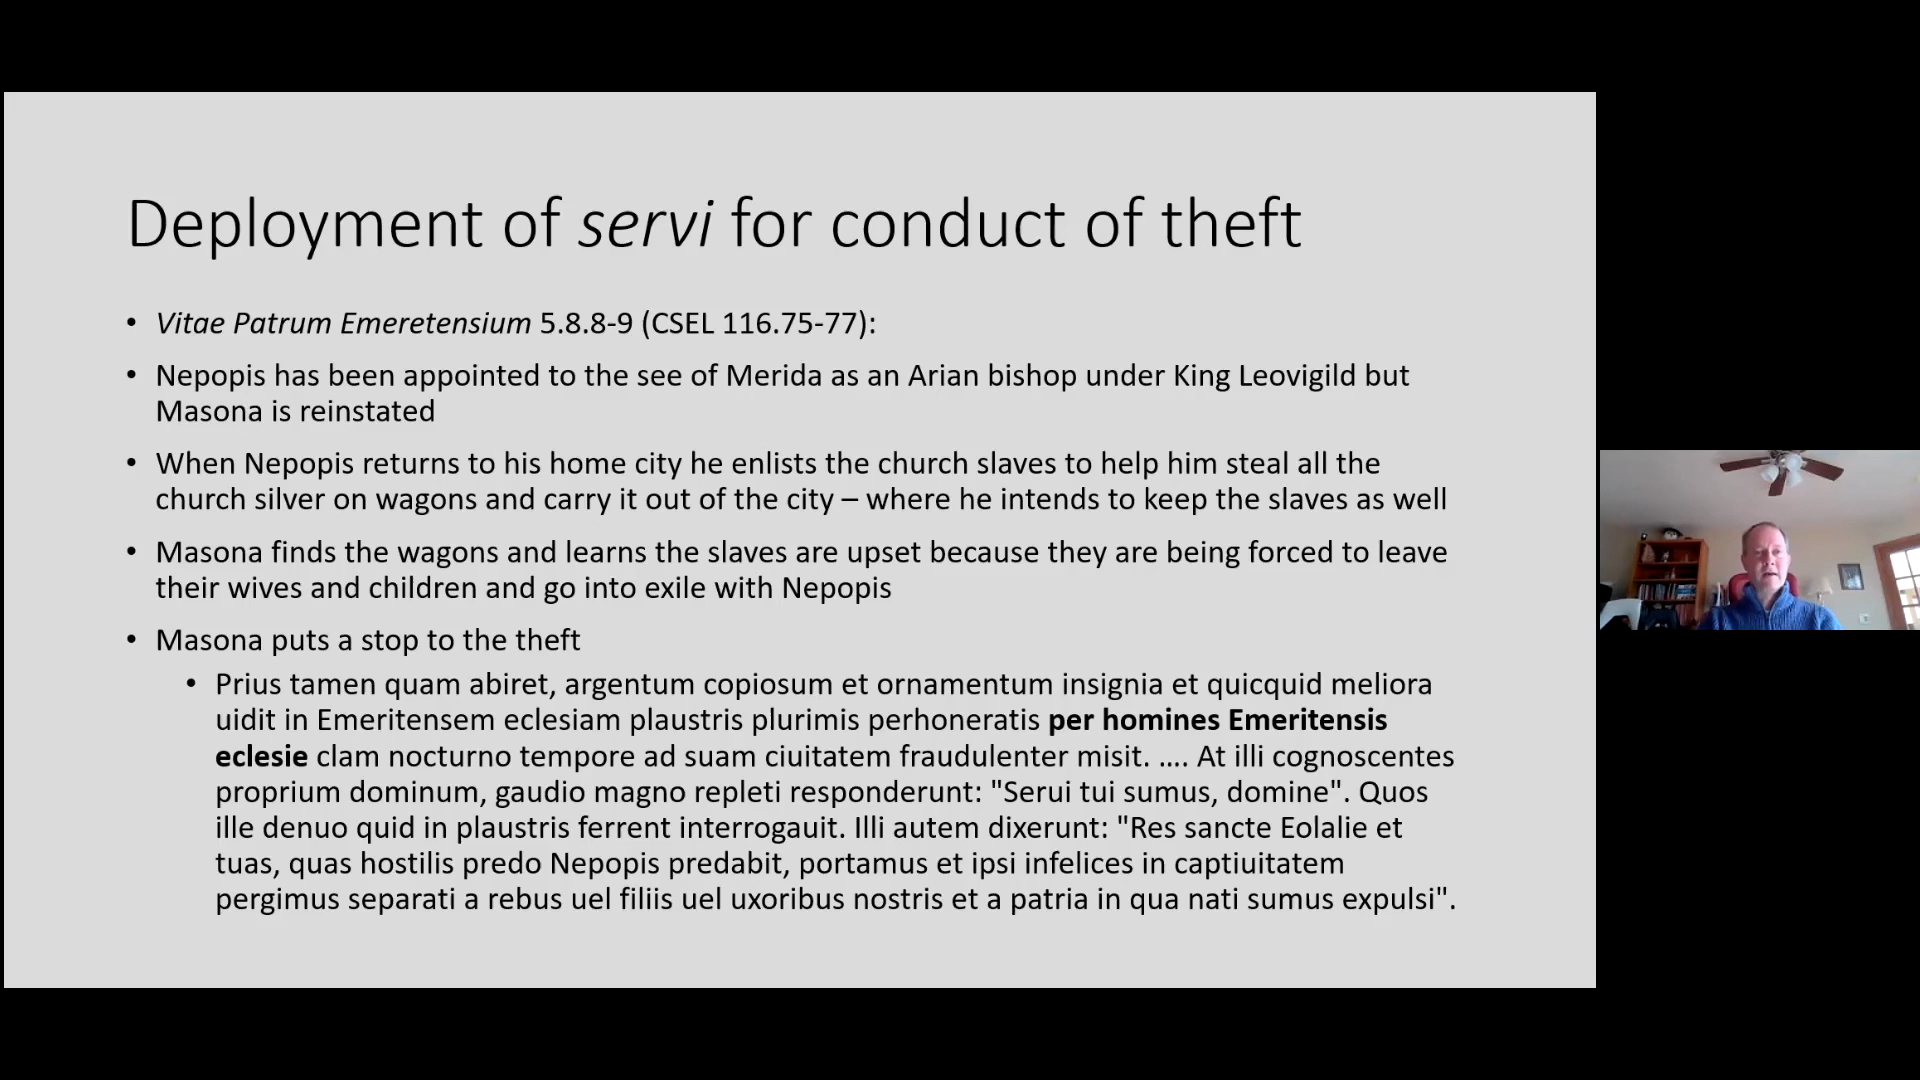 Deployment of servi for conduct of theft
• Vitae Patrum Emeretensium 5.8.8-9 (CSEL 116.75-77):
• Nepopis has been appointed to the see of Merida as an Arian bishop under King Leovigild but
Masona is reinstated
• When Nepopis returns to his home city he enlists the church slaves to help him steal all the
church silver on wagons and carry it out of the city – where he intends to keep the slaves as well
• Masona finds the wagons and learns the slaves are upset because they are being forced to leave
their wives and children and go into exile with Nepopis
• Masona puts a stop to the theft
• Prius tamen quam abiret, argentum copiosum et ornamentum insignia et quicquid meliora
uidit in Emeritensem eclesiam plaustris plurimis perhoneratis per homines Emeritensis
eclesie clam nocturno tempore ad suam ciuitatem fraudulenter misit. .... At illi cognoscentes
proprium dominum, gaudio magno repleti responderunt: "Serui tui sumus, domine". Quos
ille denuo quid in plaustris ferrent interrogauit. Illi autem dixerunt: "Res sancte Eolalie et
tuas, quas hostilis predo Nepopis predabit, portamus et ipsi infelices in captiuitatem
pergimus separati a rebus uel filiis uel uxoribus nostris et a patria in qua nati sumus expulsi".